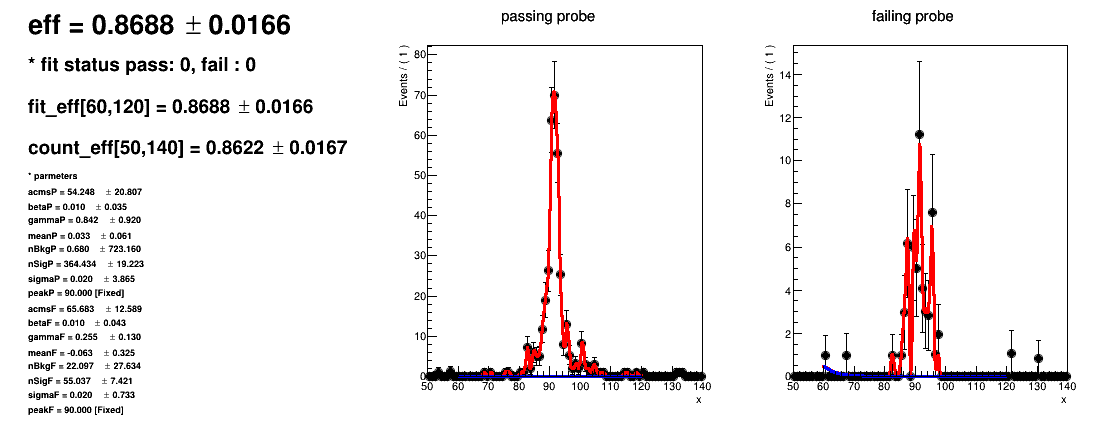 eff = 0.8688 ± 0.0166
* fit status pass: 0, fail : 0
fit_eff[60,120] = 0.8688 ± 0.0166
count_eff[50,140] = 0.8622 ± 0.0167
* parmeters
acmsP = 54.248 ± 20.807
betaP = 0.010 ± 0.035
gammaP = 0.842 ± 0.920
meanP = 0.033 ± 0.061
nBkgP = 0.680 ± 723.160
nSigP = 364.434 ± 19.223
sigmaP = 0.020 ± 3.865
peakP = 90.000 [Fixed]
acmsF = 65.683 ± 12.589
betaF = 0.010 ± 0.043
gammaF = 0.255 ± 0.130
meanF = -0.063 ± 0.325
nBkgF = 22.097 ± 27.634
nSigF = 55.037 ± 7.421
sigmaF = 0.020 ± 0.733
peakF = 90.000 [Fixed]
passing probe
Events / ( 1 )
80
70
60
50
40
30
20
10
0
50 60 70 80 90 100 110 120 130 140
x
failing probe
Events / ( 1 )
14
12
10
8
6
4
2
0
50 60 70 80 90 100 110 120 130 140
x